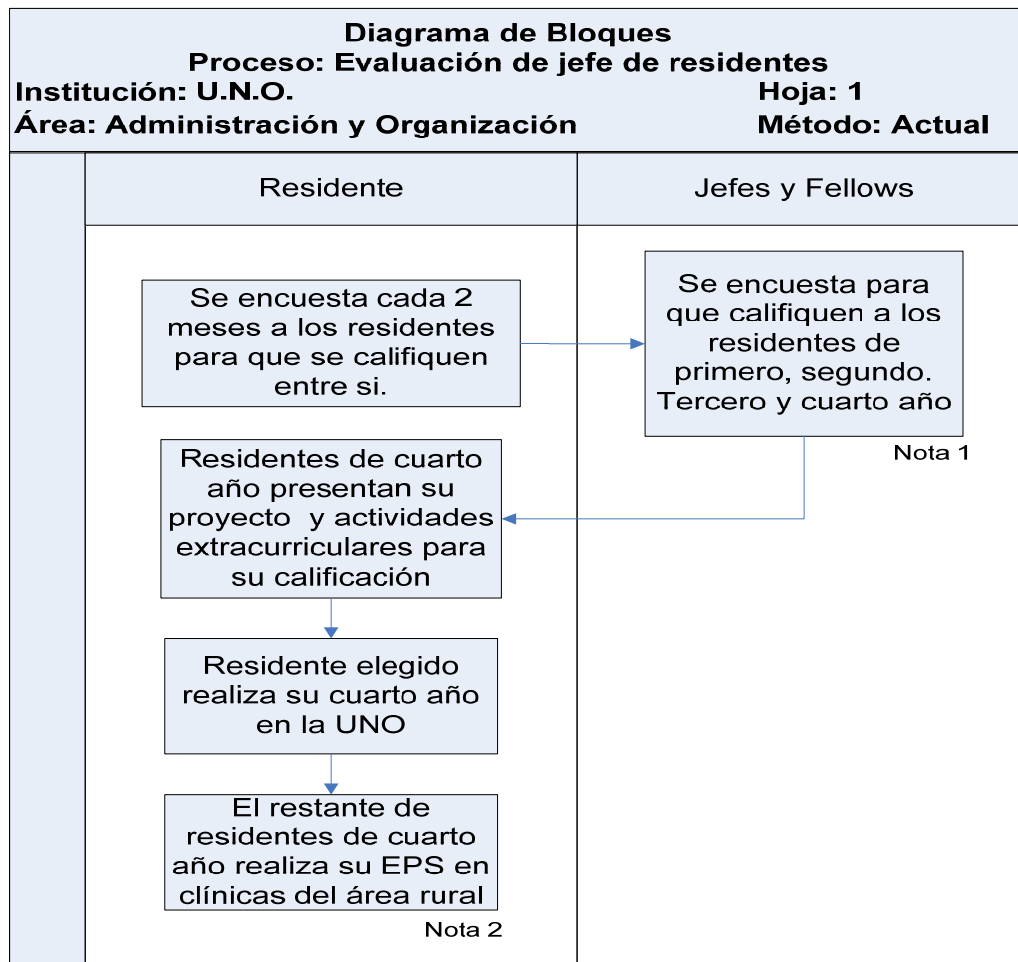 Diagrama de Bloques
Proceso: Evaluación de jefe de residentes
Institución: U.N.O. Hoja: 1
Área: Administración y Organización Método: Actual
Residente
Jefes y Fellows
Se encuesta cada 2
meses a los residentes
para que se califiquen
entre si.
Se encuesta para
que califiquen a los
residentes de
primero, segundo.
Tercero y cuarto año
Nota 1
Residentes de cuarto
año presentan su
proyecto y actividades
extracurriculares para
su calificación
Residente elegido
realiza su cuarto año
en la UNO
El restante de
residentes de cuarto
año realiza su EPS en
clínicas del área rural
Nota 2